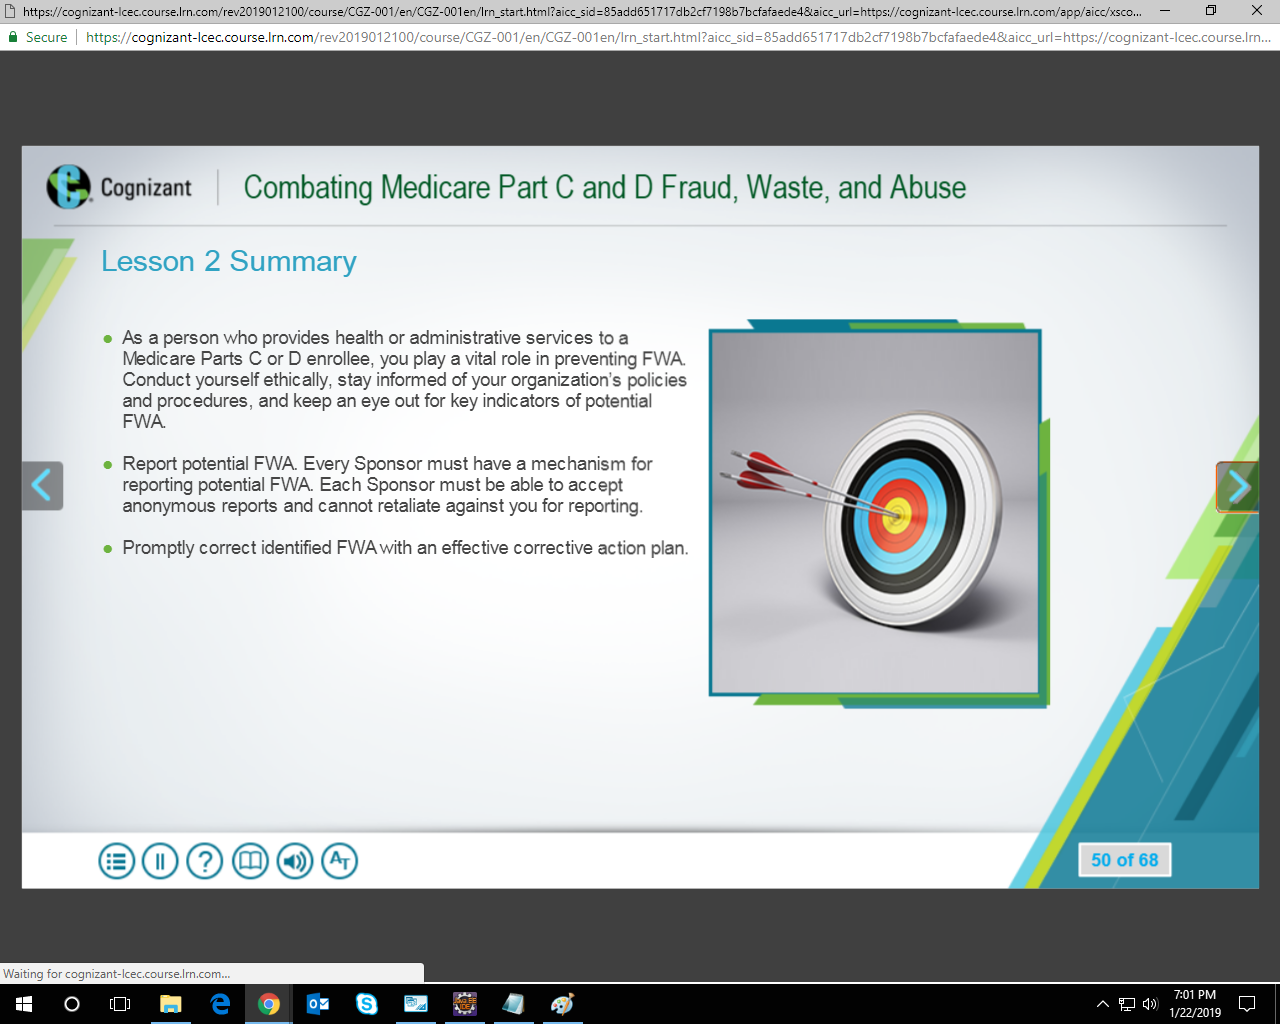 https://cognizant-lcec.course.lrn.com/rev2019012100/course/CGZ-001/en/CGZ-001en/lrn_start.html?aicc_sid=85add651717db2cf7198b7bcfafaede4&aicc_url=https://cognizant-lcec.course.lrn.com/app/aicc/xsco...
Secure
https://cognizant-lcec.course.lrn.com/rev2019012100/course/CGZ-001/en/CGZ-001en/lrn_start.html?aicc_sid=85add651717db2cf7198b7bcfafaede4&aicc_url=https://cognizant-lcec.course.lrn...
Cognizant
Combating Medicare Part C and D Fraud, Waste, and Abuse
Lesson 2 Summary
As a person who provides health or administrative services to a
Medicare Parts C or D enrollee, you play a vital role in preventing FWA.
Conduct yourself ethically, stay informed of your organization's policies
and procedures, and keep an eye out for key indicators of potential
FWA.
Report potential FWA. Every Sponsor must have a mechanism for
reporting potential FWA. Each Sponsor must be able to accept
anonymous reports and cannot retaliate against you for reporting.
Promptly correct identified FWA with an effective corrective action plan.
50 of 68
Waiting for cognizant-lcec.course.lrn.com...
7:01 PM
1/22/2019